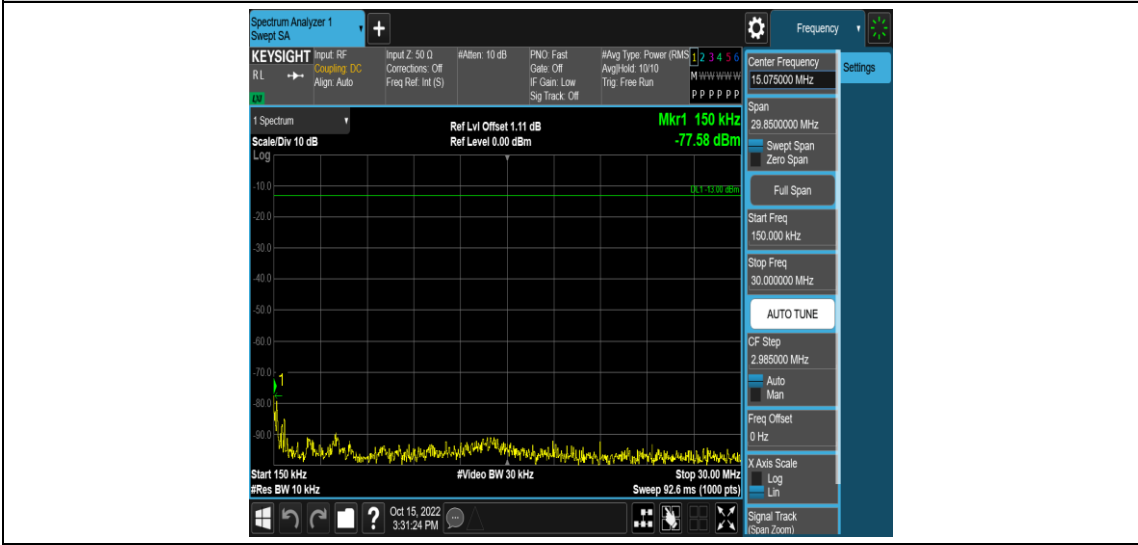 Spectrum Analyzer 1
Swept SA
+
Frequency
KEYSIGHT
RL
Input: RF
Coupling: DC
Align: Auto
Input Z: 50 Ω
Corrections: Off
Freq Ref: Int (S)
#Atten: 10 dB
PNO: Fast
Gate: Off
IF Gain: Low
Sig Track: Off
#Avg Type: Power (RMS
Avg|Hold: 10/10
Trig: Free Run
1 2 3 4 5 6
M W W W W W
P P P P P P
1 Spectrum
Scale/Div 10 dB
Log
Ref Lvl Offset 1.11 dB
Ref Level 0.00 dBm
Mkr1 150 kHz
-77.58 dBm
DL1 -13.00 dBm
-10.0
-20.0
-30.0
-40.0
-50.0
-60.0
-70.0
1
-80.0
-90.0
Start 150 kHz
#Res BW 10 kHz
#Video BW 30 kHz
Stop 30.00 MHz
Sweep 92.6 ms (1000 pts)
?
Oct 15, 2022
3:31:24 PM
Center Frequency
15.075000 MHz
Settings
Span
29.8500000 MHz
Swept Span
Zero Span
Full Span
Start Freq
150.000 kHz
Stop Freq
30.000000 MHz
AUTO TUNE
CF Step
2.985000 MHz
Auto
Man
Freq Offset
0 Hz
X Axis Scale
Log
Lin
Signal Track
(Span Zoom)